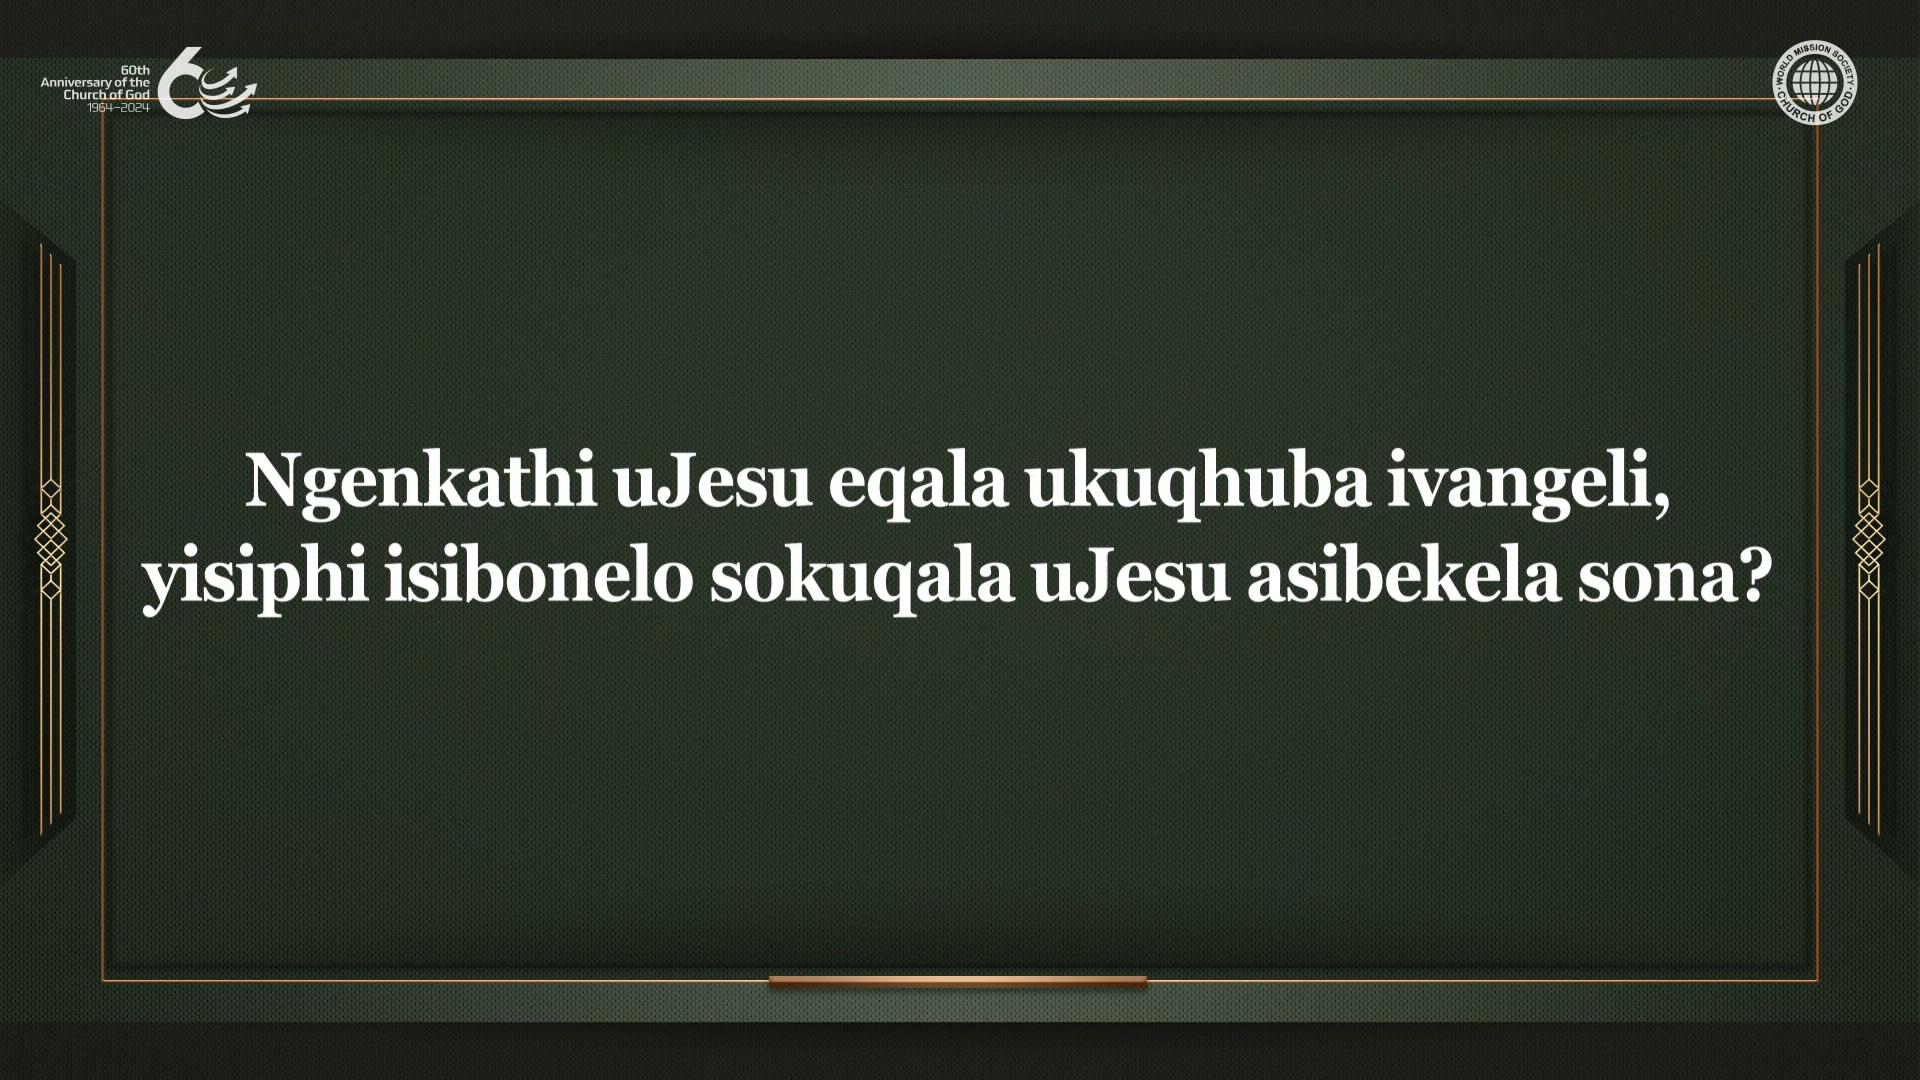 60th
Anniversary of the
Church of God
1964–2024
60
WORLD MISSION SOCIETY
CHURCH OF GOD
Ngenkathi uJesu eqala ukuqhuba ivangeli,
yisiphi isibonelo sokuqala uJesu asibekela sona?